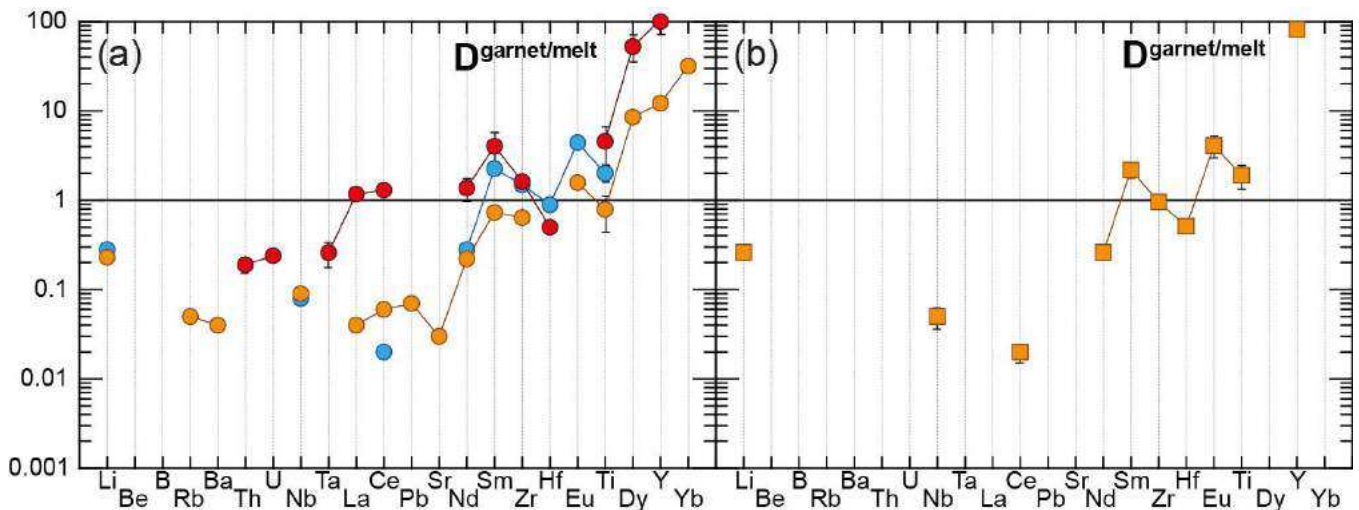 100
10
1
0.1
0.01
0.001
(a)
D^garnet/melt
(b)
D^garnet/melt
Li Be B Rb Ba Th U Nb Ta La Ce Pb Sr Nd Sm Zr Hf Eu Ti Dy Y Yb
Li Be B Rb Ba Th U Nb Ta La Ce Pb Sr Nd Sm Zr Hf Eu Ti Dy Y Yb